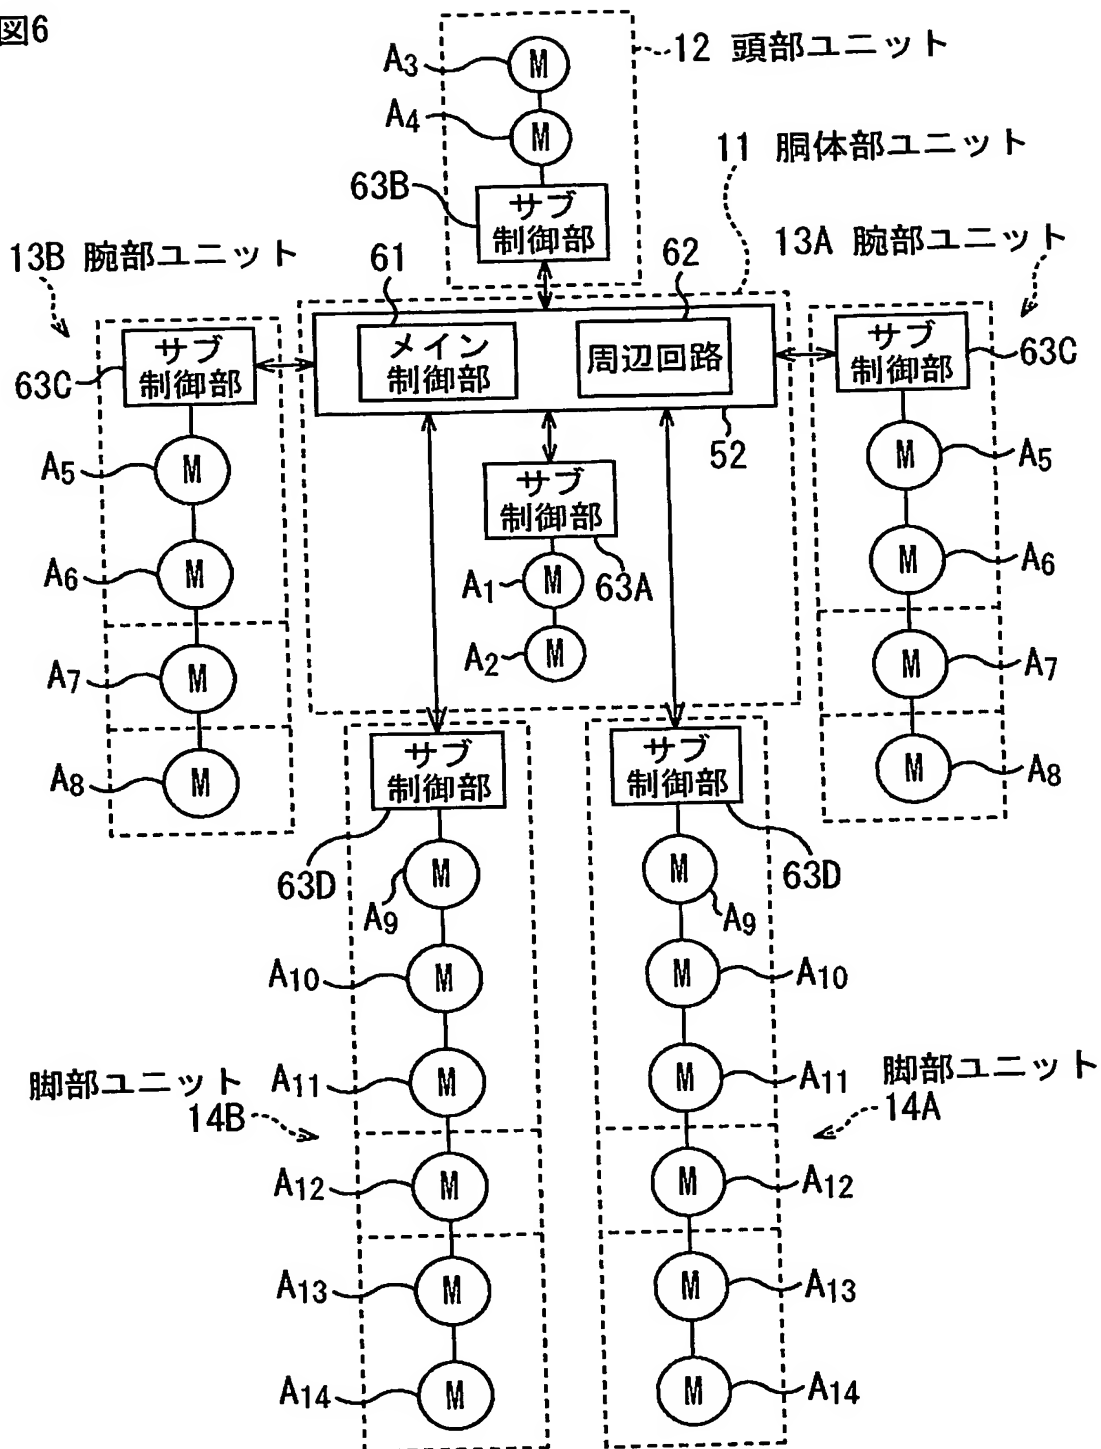 図6
12 頭部ユニット
A3
M
A4
M
63B
サブ
制御部
11 胴体部ユニット
13B 腕部ユニット
13A 腕部ユニット
61
62
メイン
制御部
周辺回路
52
サブ
制御部
63C
サブ
制御部
63C
A5
M
A6
M
A7
M
A8
M
サブ
制御部
63A
A1
M
A2
M
M
A5
M
A6
M
A7
M
A8
サブ
制御部
63D
サブ
制御部
63D
M
A9
A10
M
A11
M
A12
M
A13
M
A14
M
脚部ユニット
14B
M
A9
M
A10
M
A11
M
A12
M
A13
M
A14
脚部ユニット
14A